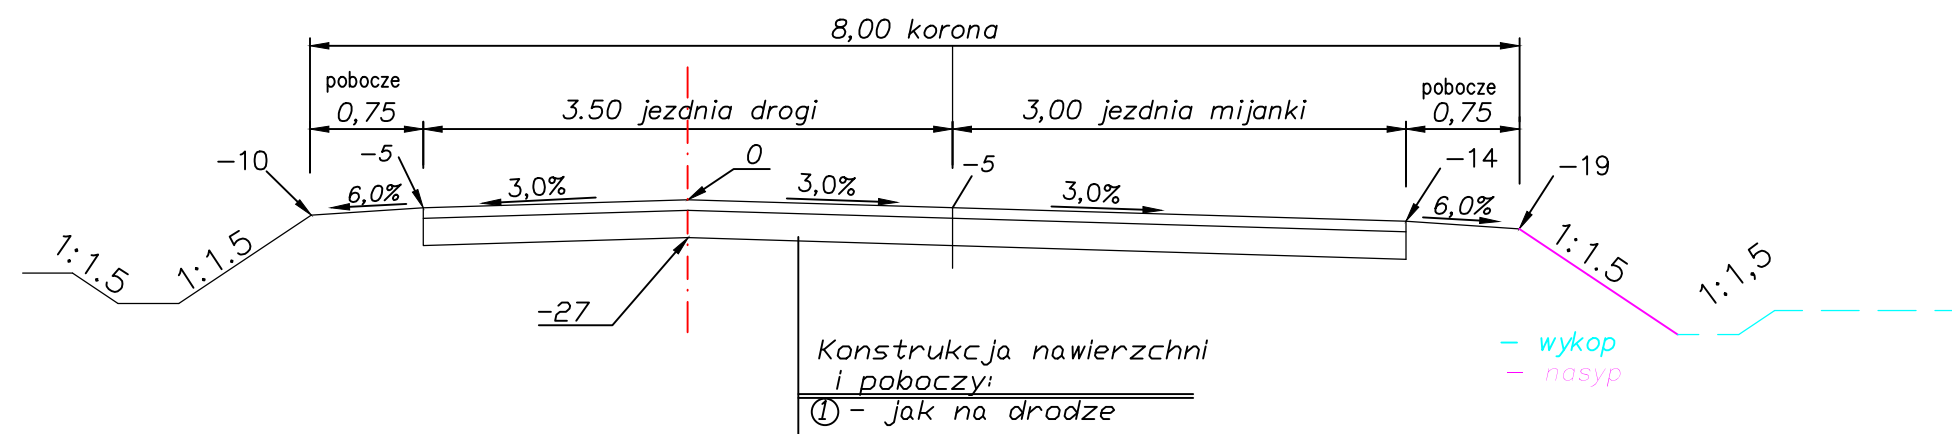 8,00 korona
pobocze
pobocze
0,75
3.50 jezdnia drogi
3,00 jezdnia mijanki
0,75
-10
-5
0
-5
-14
-19
6,0%
3,0%
3,0%
3,0%
6,0%
1:1.5
1:1.5
1:1.5
1:1,5
-27
Konstrukcja nawierzchni
i poboczy:
① - jak na drodze
- wykop
- nasyp